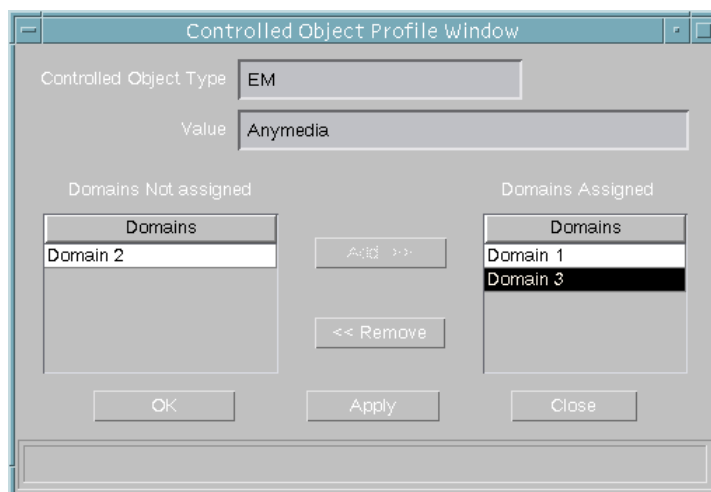 Controlled Object Profile Window
Controlled Object Type EM
Value Anymedia
Domains Not assigned Domains Assigned
Domains Domains
Domain 2 Domain 1
Domain 3
Add >>
<< Remove
OK Apply Close